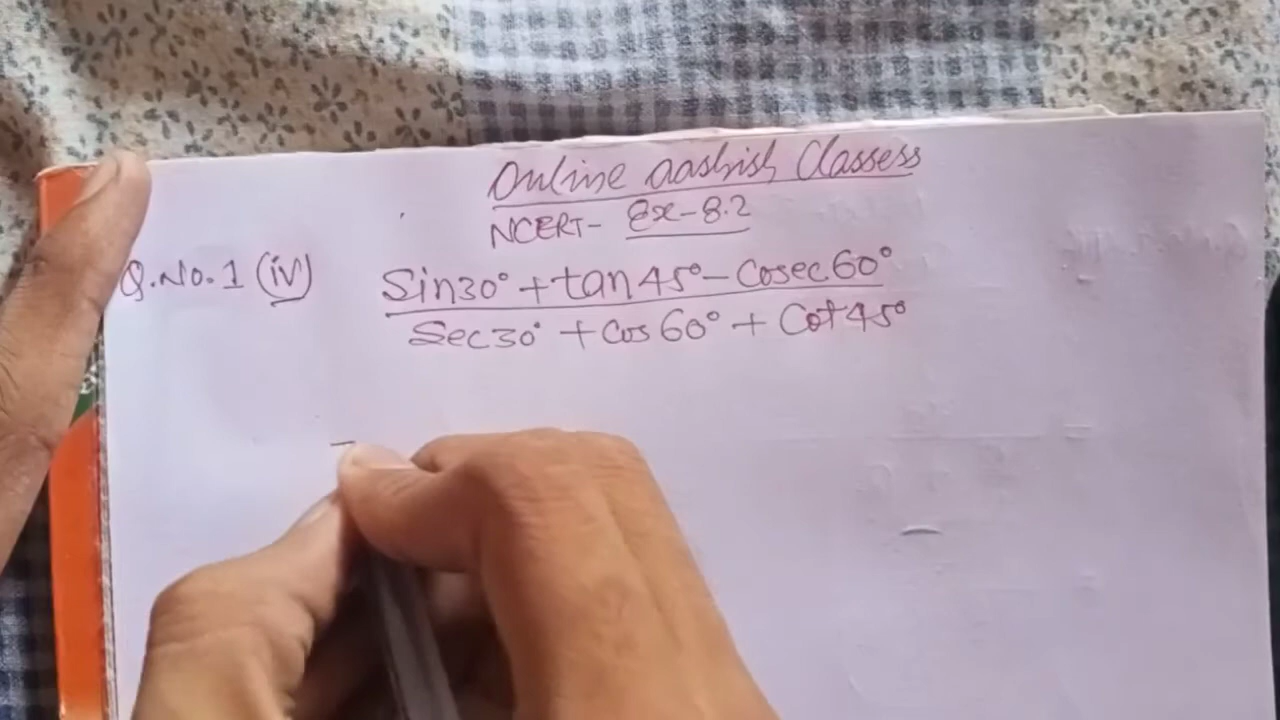 Online aashish Classess
NCERT- Ex-8.2
Q.No.1 (iv) Sin30° + tan45° - Cosec60°
Sec30° + Cos60° + Cot45°